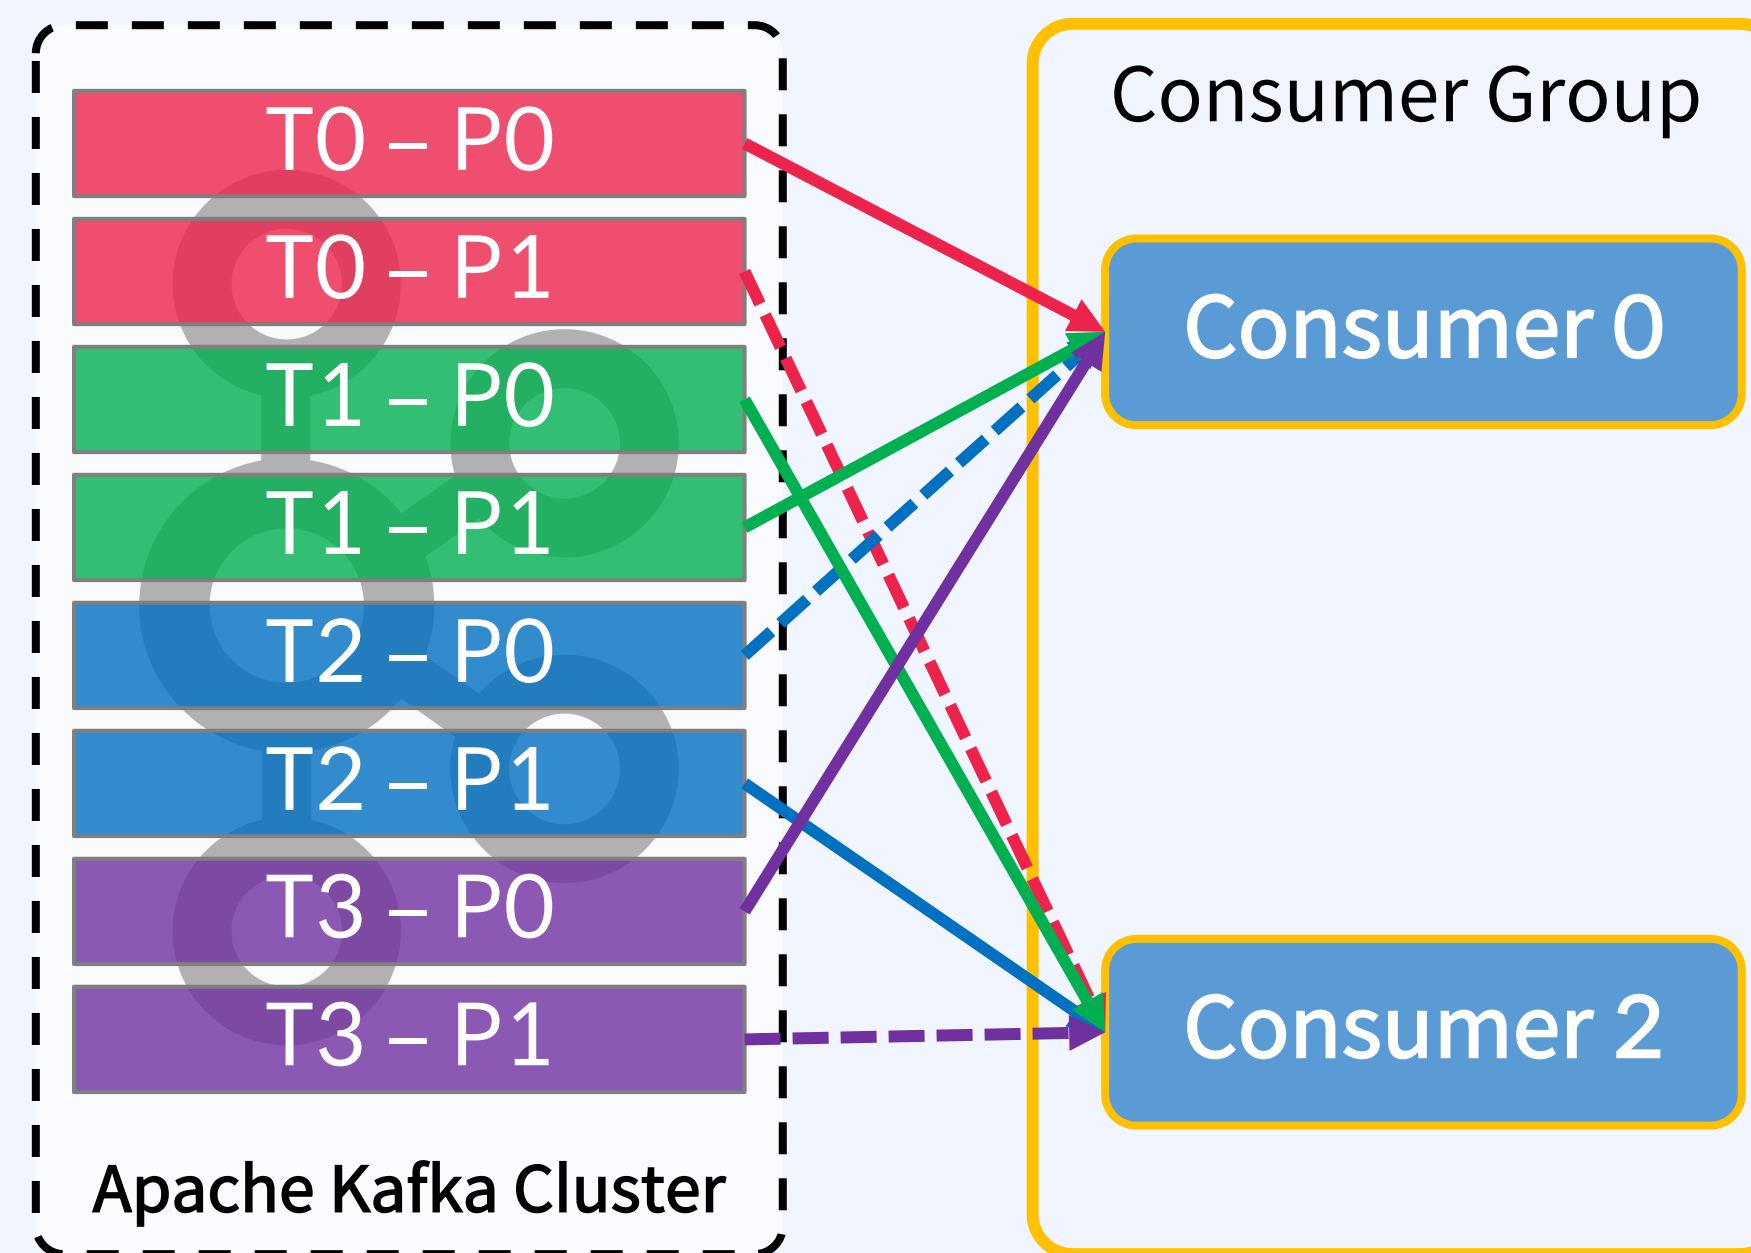 T0 – P0
T0 – P1
T1 – P0
T1 – P1
T2 – P0
T2 – P1
T3 – P0
T3 – P1
Apache Kafka Cluster
Consumer Group
Consumer 0
Consumer 2